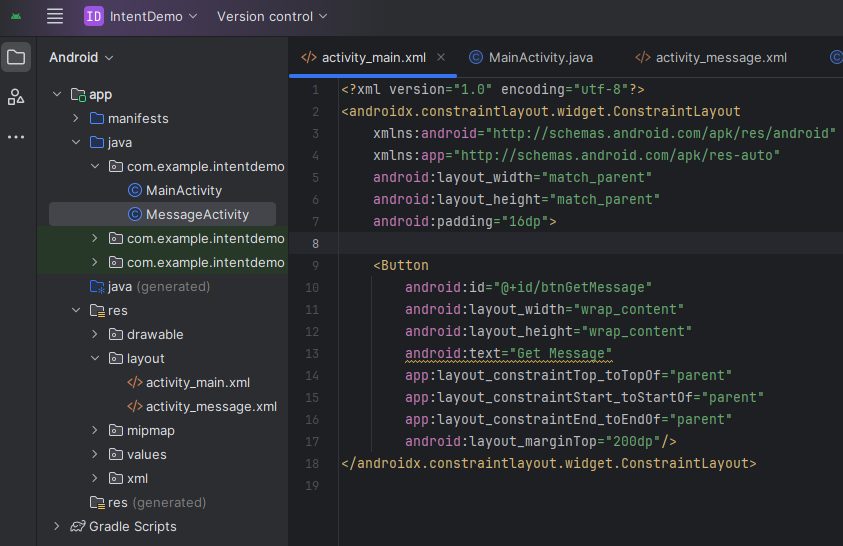 ID IntentDemo Version control
Android
app
manifests
java
com.example.intentdemo
MainActivity
MessageActivity
com.example.intentdemo
com.example.intentdemo
java (generated)
res
drawable
layout
activity_main.xml
activity_message.xml
mipmap
values
xml
res (generated)
Gradle Scripts
activity_main.xml MainActivity.java activity_message.xml
1 <?xml version="1.0" encoding="utf-8"?>
2 <androidx.constraintlayout.widget.ConstraintLayout
3 xmlns:android="http://schemas.android.com/apk/res/android"
4 xmlns:app="http://schemas.android.com/apk/res-auto"
5 android:layout_width="match_parent"
6 android:layout_height="match_parent"
7 android:padding="16dp">
8
9 <Button
10 android:id="@+id/btnGetMessage"
11 android:layout_width="wrap_content"
12 android:layout_height="wrap_content"
13 android:text="Get Message"
14 app:layout_constraintTop_toTopOf="parent"
15 app:layout_constraintStart_toStartOf="parent"
16 app:layout_constraintEnd_toEndOf="parent"
17 android:layout_marginTop="200dp"/>
18 </androidx.constraintlayout.widget.ConstraintLayout>
19